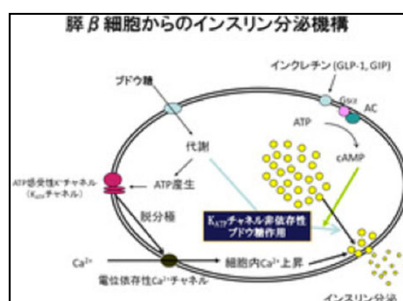 膵β細胞からのインスリン分泌機構
インクレチン(GLP-1, GIP)
ブドウ糖
Gsα
AC
ATP
代謝
cAMP
ATP感受性K⁺チャネル
(KATPチャネル)
ATP産生
脱分極
KATPチャネル非依存性
ブドウ糖作用
Ca²⁺
細胞内Ca²⁺上昇
電位依存性Ca²⁺チャネル
インスリン分泌